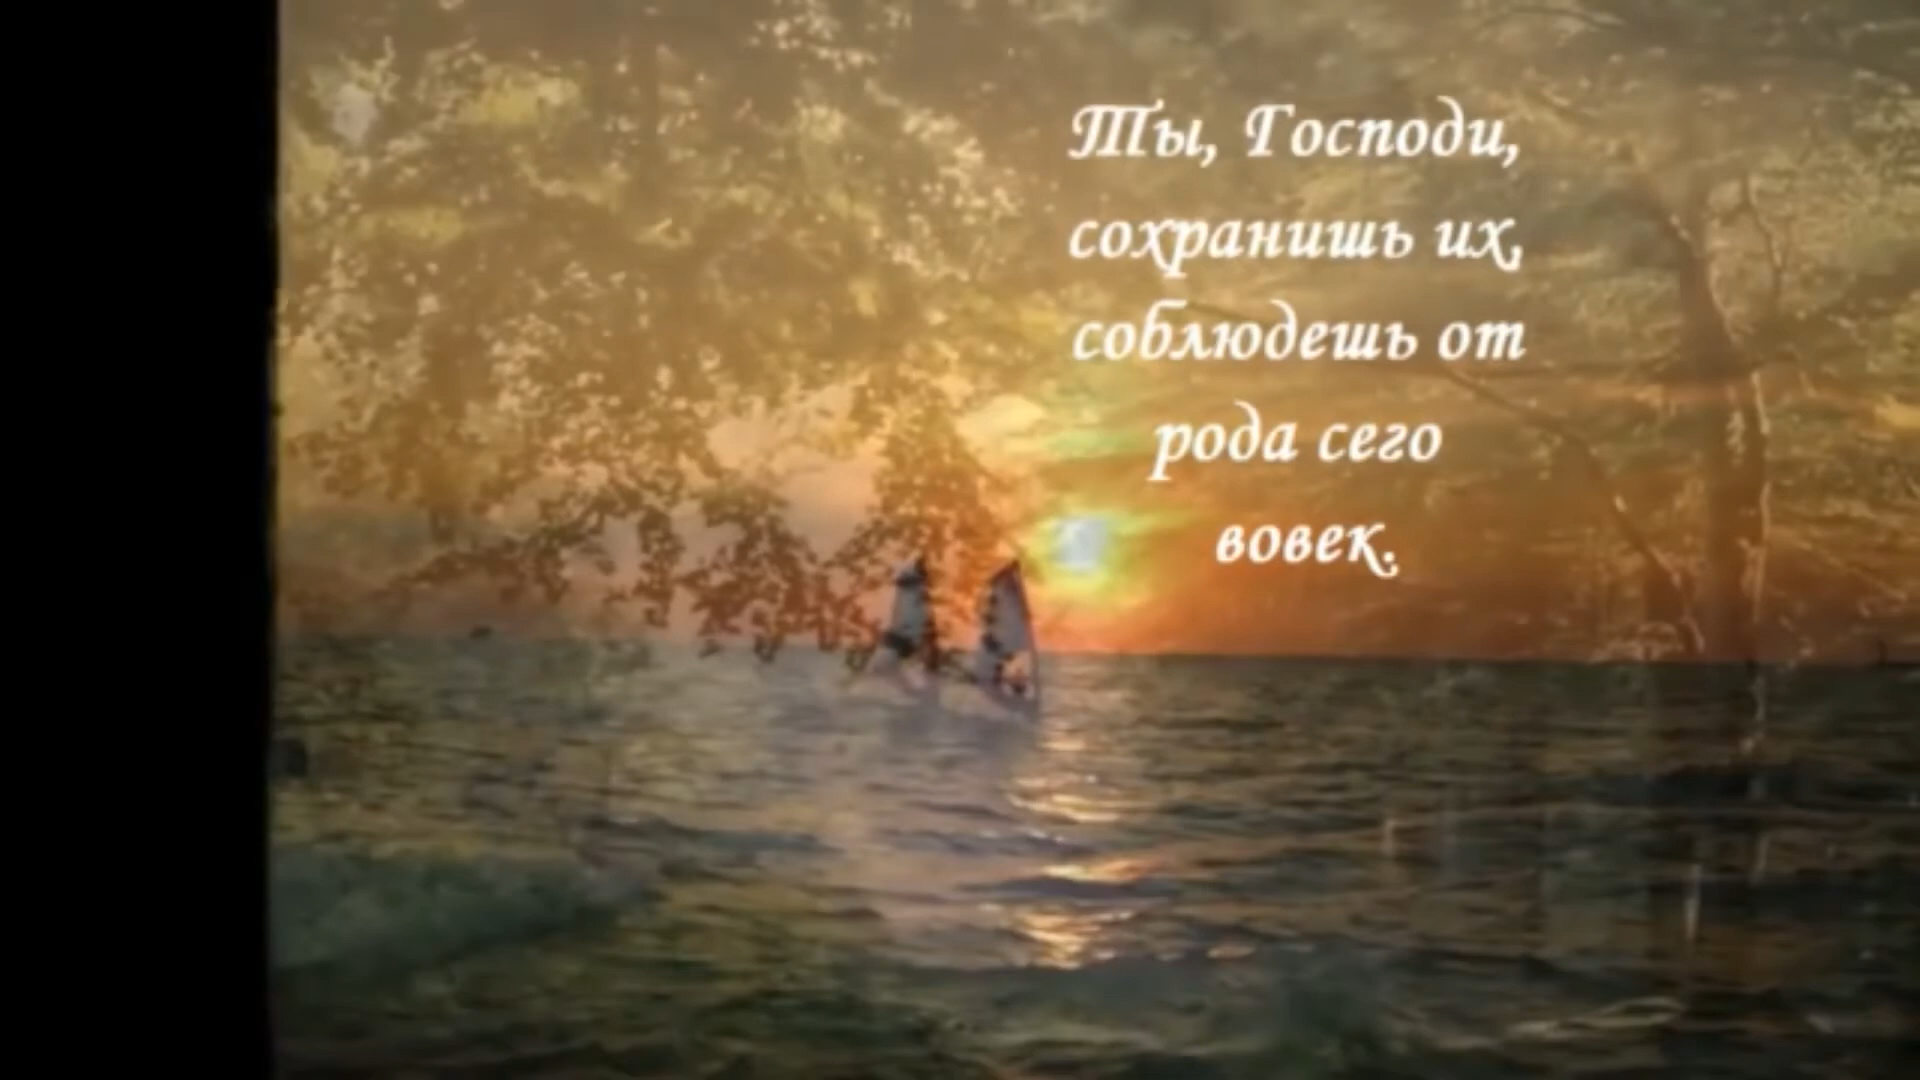 Ты, Господи,
сохранишь их,
соблюдешь от
рода сего
вовек.